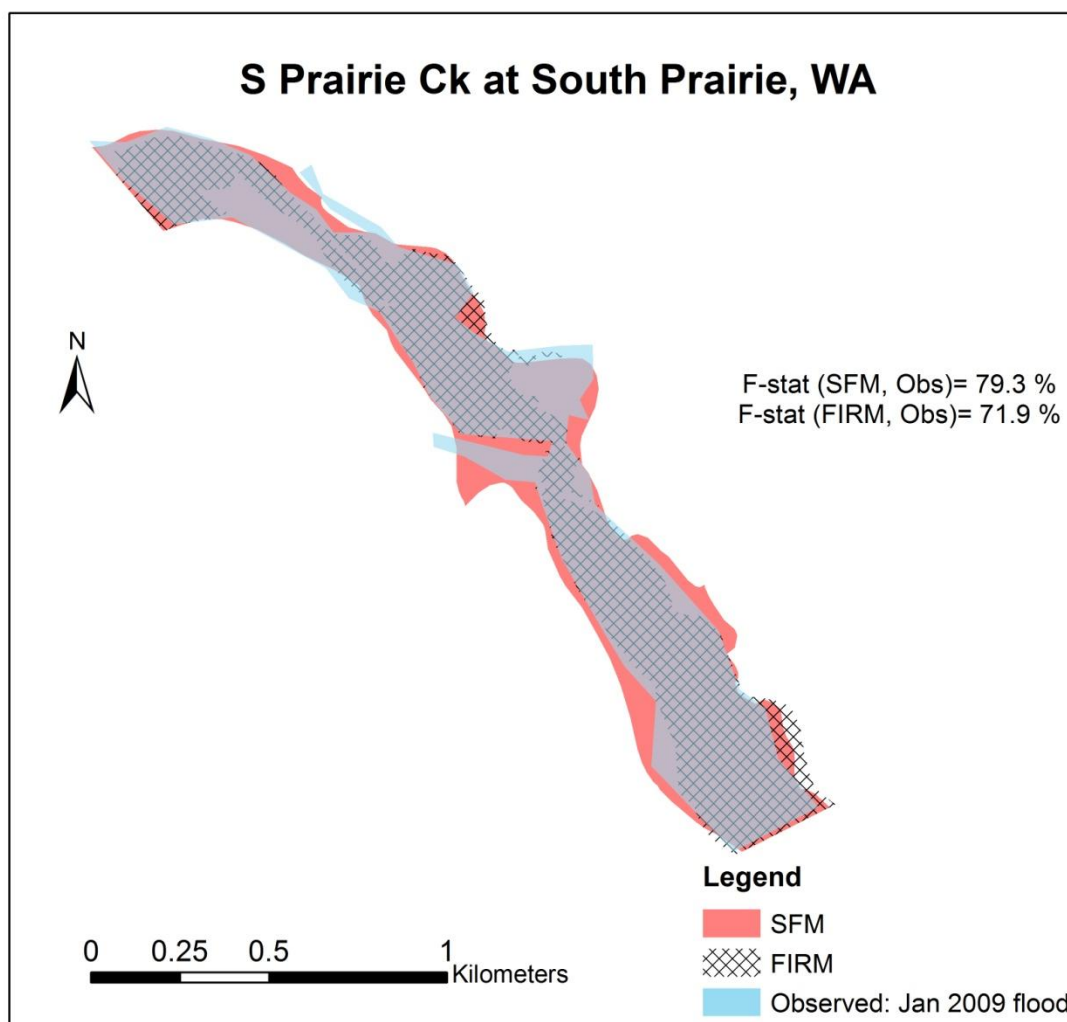 S Prairie Ck at South Prairie, WA
N
F-stat (SFM, Obs)= 79.3 %
F-stat (FIRM, Obs)= 71.9 %
Legend
SFM
FIRM
Observed: Jan 2009 flood
0 0.25 0.5 1
Kilometers